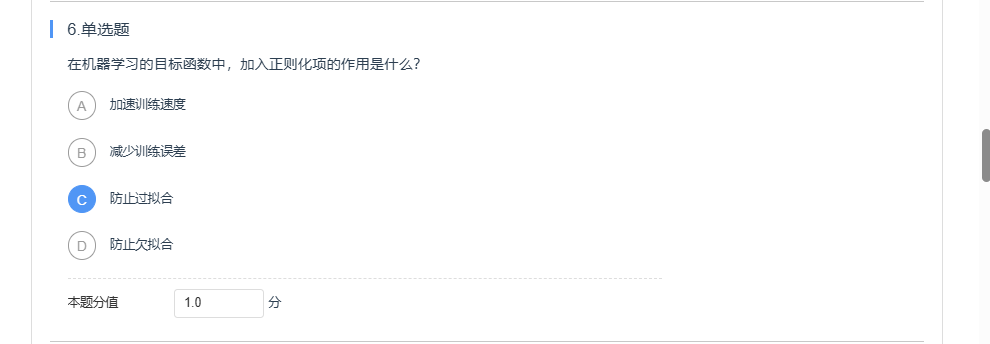 6.单选题
在机器学习的目标函数中，加入正则化项的作用是什么?
A 加速训练速度
B 减少训练误差
C 防止过拟合
D 防止欠拟合
本题分值 1.0 分